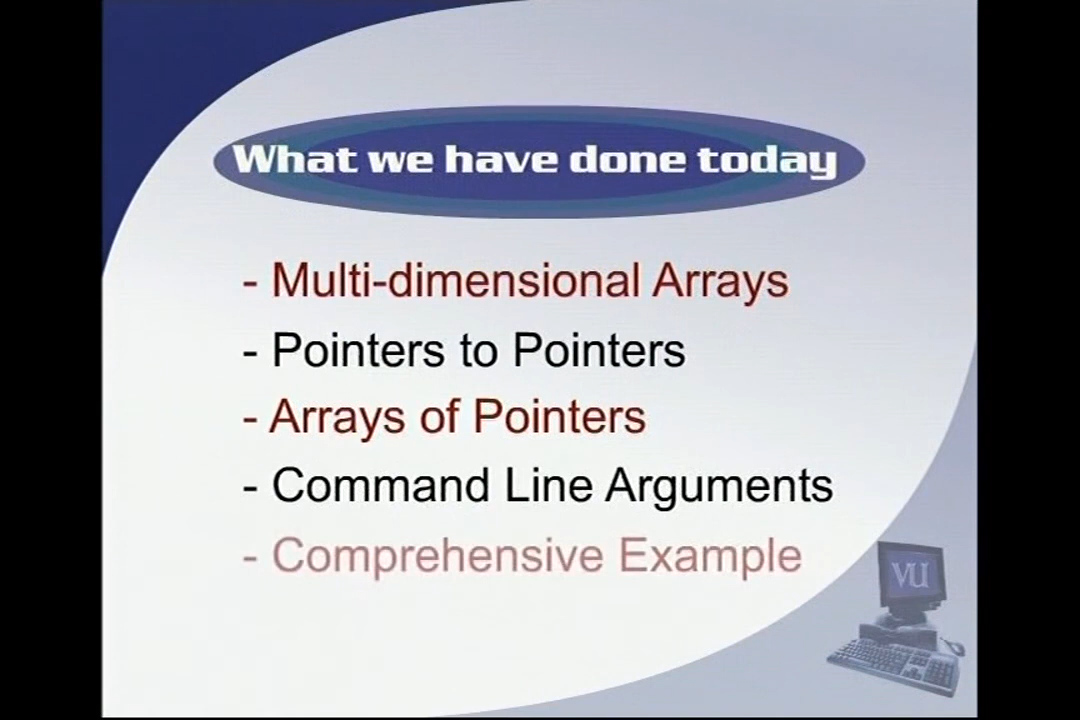 What we have done today
- Multi-dimensional Arrays
- Pointers to Pointers
- Arrays of Pointers
- Command Line Arguments
- Comprehensive Example
VU